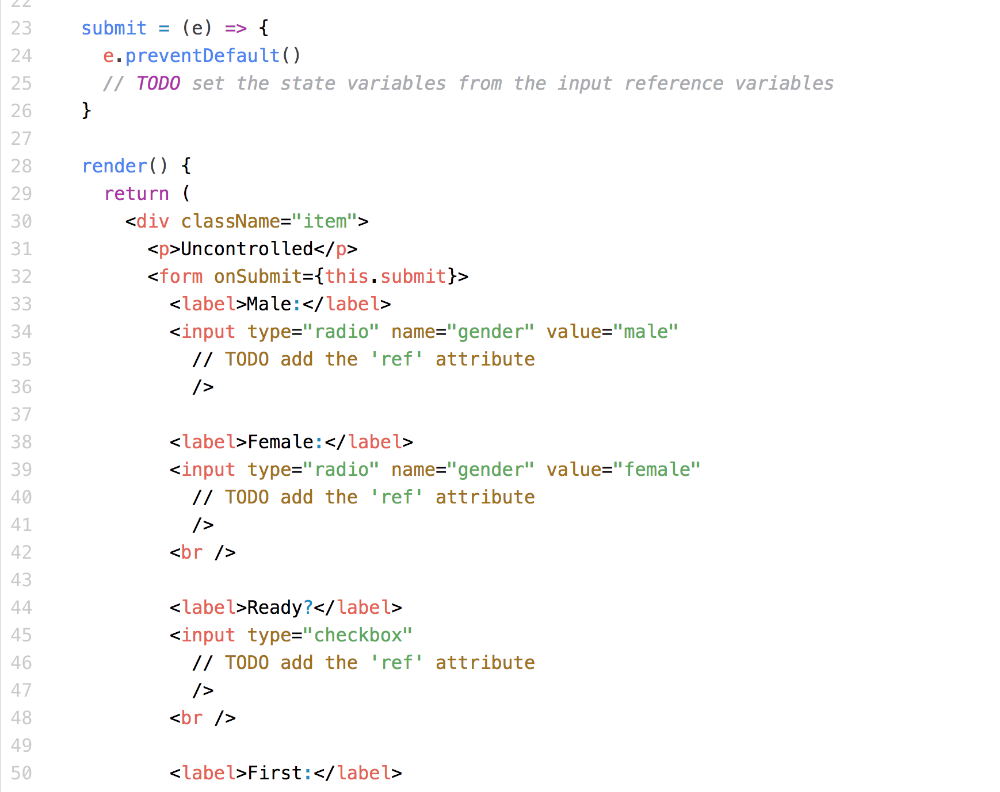 22
23 submit = (e) => {
24 e.preventDefault()
25 // TODO set the state variables from the input reference variables
26 }
27
28 render() {
29 return (
30 <div className="item">
31 <p>Uncontrolled</p>
32 <form onSubmit={this.submit}>
33 <label>Male:</label>
34 <input type="radio" name="gender" value="male"
35 // TODO add the 'ref' attribute
36 />
37
38 <label>Female:</label>
39 <input type="radio" name="gender" value="female"
40 // TODO add the 'ref' attribute
41 />
42 <br />
43
44 <label>Ready?</label>
45 <input type="checkbox"
46 // TODO add the 'ref' attribute
47 />
48 <br />
49
50 <label>First:</label>